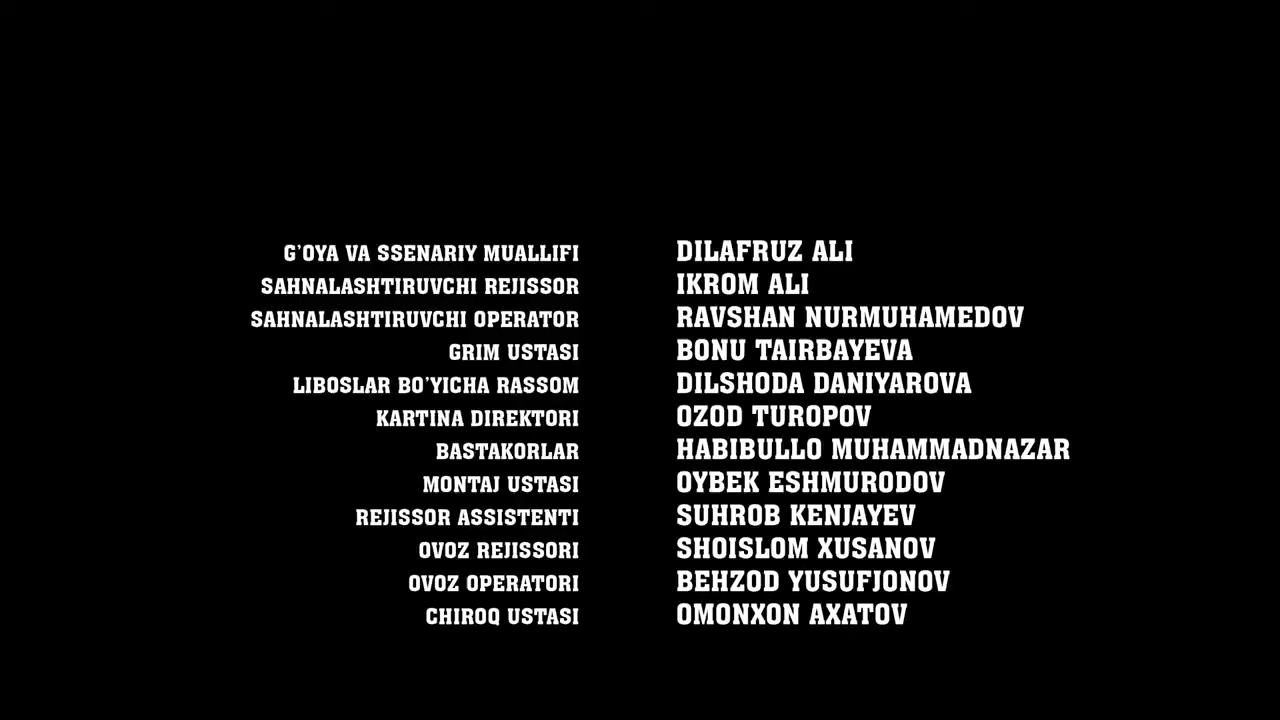 G'OYA VA SSENARIY MUALLIFI DILAFRUZ ALI
SAHNALASHTIRUVCHI REJISSOR IKROM ALI
SAHNALASHTIRUVCHI OPERATOR RAVSHAN NURMUHAMEDOV
GRIM USTASI BONU TAIRBAYEVA
LIBOSLAR BO'YICHA RASSOM DILSHODA DANIYAROVA
KARTINA DIREKTORI OZOD TUROPOV
BASTAKORLAR HABIBULLO MUHAMMADNAZAR
MONTAJ USTASI OYBEK ESHMURODOV
REJISSOR ASSISTENTI SUHROB KENJAYEV
OVOZ REJISSORI SHOISLOM XUSANOV
OVOZ OPERATORI BEHZOD YUSUFJONOV
CHIROQ USTASI OMONXON AXATOV